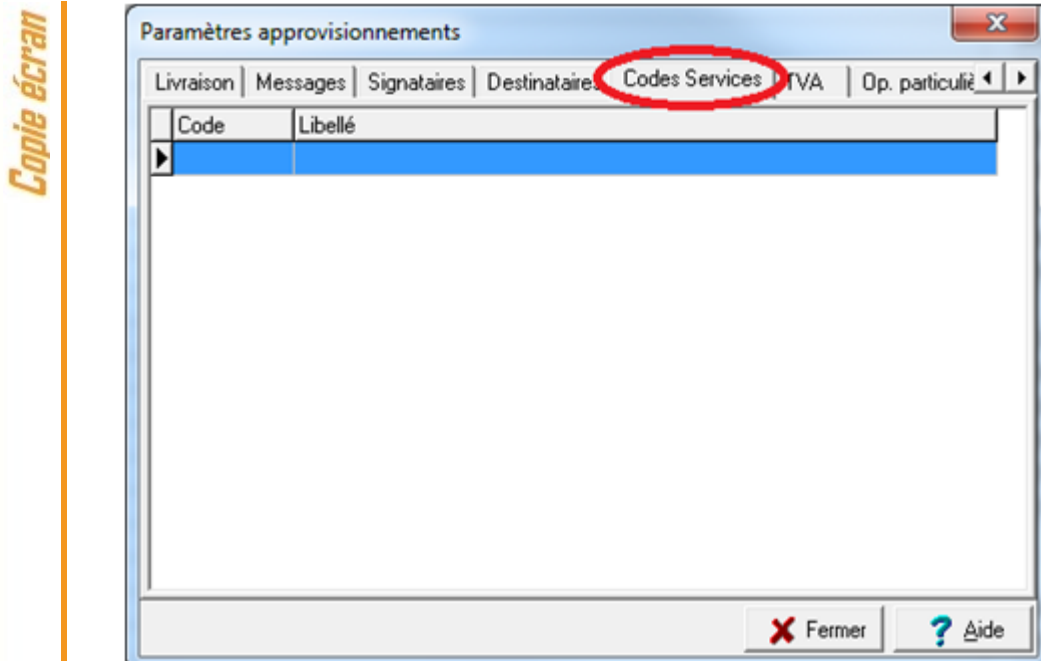 Copie écran
Paramètres approvisionnements
Livraison Messages Signataires Destinataires Codes Services TVA Op. particuliè
Code Libellé
Fermer Aide